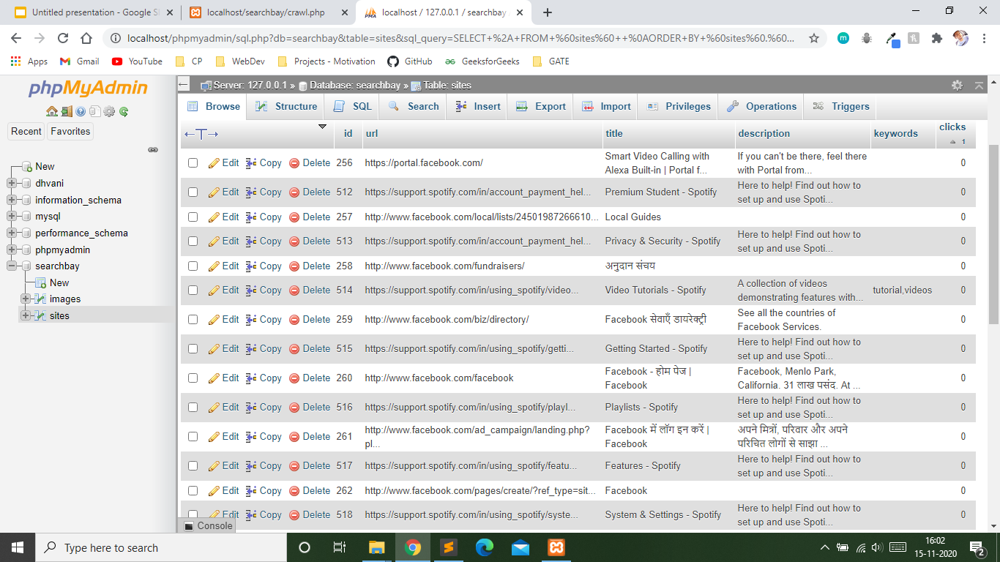 Untitled presentation - Google Sl
localhost/searchbay/crawl.php
localhost / 127.0.0.1 / searchbay
localhost/phpmyadmin/sql.php?db=searchbay&table=sites&sql_query=SELECT+%2A+FROM+%60sites%60++%0AORDER+BY+%60sites%60.%60...
Apps
Gmail
YouTube
CP
WebDev
Projects - Motivation
GitHub
GeeksforGeeks
GATE
phpMyAdmin
Recent
Favorites
New
dhvani
information_schema
mysql
performance_schema
phpmyadmin
searchbay
New
images
sites
Server: 127.0.0.1 » Database: searchbay » Table: sites
Browse Structure SQL Search Insert Export Import Privileges Operations Triggers
id url title description keywords clicks 1
Edit Copy Delete 256 https://portal.facebook.com/ Smart Video Calling with If you can't be there, feel there 0
Alexa Built-in | Portal f... with Portal from...
Edit Copy Delete 512 https://support.spotify.com/in/account_payment_hel... Premium Student - Spotify Here to help! Find out how to 0
set up and use Spoti...
Edit Copy Delete 257 http://www.facebook.com/local/lists/24501987266610... Local Guides 0
Edit Copy Delete 513 https://support.spotify.com/in/account_payment_hel... Privacy & Security - Spotify Here to help! Find out how to 0
set up and use Spoti...
Edit Copy Delete 258 http://www.facebook.com/fundraisers/ अनुदान संचय 0
Edit Copy Delete 514 https://support.spotify.com/in/using_spotify/video... Video Tutorials - Spotify A collection of videos tutorial,videos 0
demonstrating features with...
Edit Copy Delete 259 http://www.facebook.com/biz/directory/ Facebook सेवाएँ डायरेक्ट्री See all the countries of 0
Facebook Services.
Edit Copy Delete 515 https://support.spotify.com/in/using_spotify/getti... Getting Started - Spotify Here to help! Find out how to 0
set up and use Spoti...
Edit Copy Delete 260 http://www.facebook.com/facebook Facebook - होम पेज | Facebook, Menlo Park, 0
Facebook California. 31 लाख पसंद. At ...
Edit Copy Delete 516 https://support.spotify.com/in/using_spotify/playl... Playlists - Spotify Here to help! Find out how to 0
set up and use Spoti...
Edit Copy Delete 261 http://www.facebook.com/ad_campaign/landing.php? Facebook में लॉग इन करें | अपने मित्रों, परिवार और अपने 0
pl... Facebook परिचित लोगों से साझा ...
Edit Copy Delete 517 https://support.spotify.com/in/using_spotify/featu... Features - Spotify Here to help! Find out how to 0
set up and use Spoti...
Edit Copy Delete 262 http://www.facebook.com/pages/create/?ref_type=sit... Facebook 0
Edit Copy Delete 518 https://support.spotify.com/in/using_spotify/syste... System & Settings - Spotify Here to help! Find out how to 0
set up and use Spoti...
Console
Type here to search
16:02
15-11-2020
2